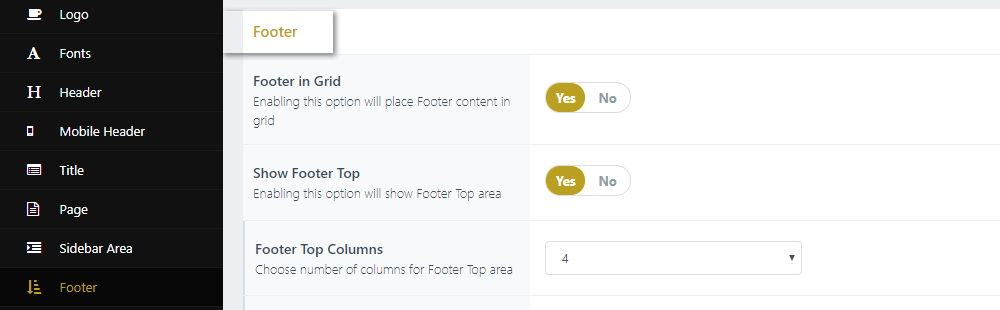 Logo
Fonts
Header
Mobile Header
Title
Page
Sidebar Area
Footer
Footer
Footer in Grid
Enabling this option will place Footer content in
grid
Yes No
Show Footer Top
Enabling this option will show Footer Top area
Yes No
Footer Top Columns
Choose number of columns for Footer Top area
4